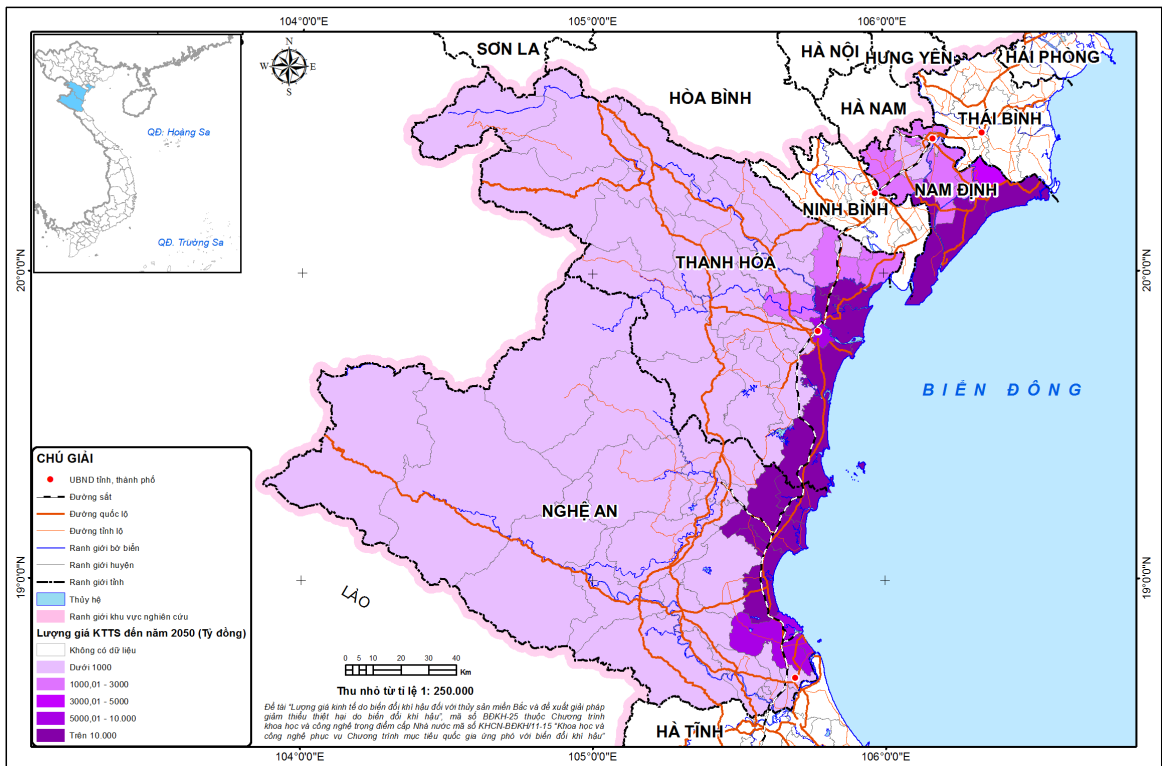 104°0'0"E
105°0'0"E
106°0'0"E
SƠN LA
HÀ NỘI
HƯNG YÊN
HẢI PHÒNG
N
W
E
S
HÒA BÌNH
HÀ NAM
THÁI BÌNH
QĐ: Hoàng Sa
NAM ĐỊNH
NINH BÌNH
QĐ. Trường Sa
THANH HÓA
20°0'0"N
20°0'0"N
BIỂN ĐÔNG
NGHỆ AN
19°0'0"N
19°0'0"N
LÀO
HÀ TĨNH
CHÚ GIẢI
UBND tỉnh, thành phố
Đường sắt
Đường quốc lộ
Đường tỉnh lộ
Ranh giới bờ biển
Ranh giới huyện
Ranh giới tỉnh
Thủy hệ
Ranh giới khu vực nghiên cứu
Lượng giá KTTS đến năm 2050 (Tỷ đồng)
Không có dữ liệu
Dưới 1000
1000,01 - 3000
3000,01 - 5000
5000,01 - 10.000
Trên 10.000
0 5 10 20 30 40
Km
Thu nhỏ từ tỉ lệ 1: 250.000
Đề tài "Lượng giá kinh tế do biến đổi khí hậu đối với thủy sản miền Bắc và đề xuất giải pháp
giảm thiểu thiệt hại do biến đổi khí hậu", mã số BĐKH-25 thuộc Chương trình
khoa học và công nghệ trong điểm cấp Nhà nước mã số KHCN-BĐKH/11-15 "Khoa học và
công nghệ phục vụ Chương trình mục tiêu quốc gia ứng phó với biến đổi khí hậu"
104°0'0"E
105°0'0"E
106°0'0"E